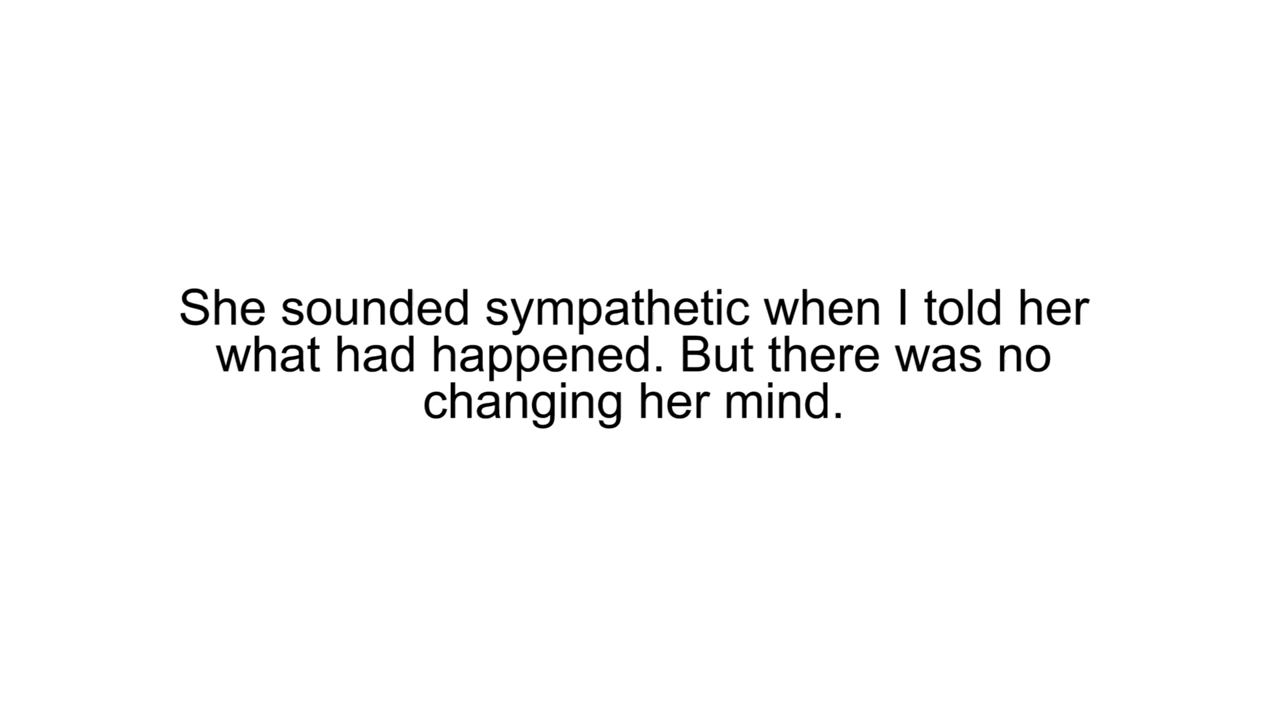 She sounded sympathetic when I told her
what had happened. But there was no
changing her mind.